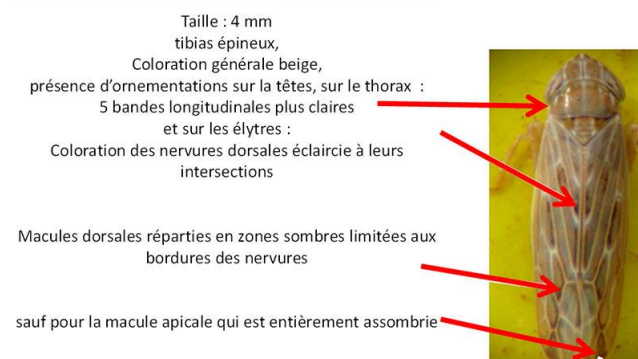 Taille : 4 mm
tibias épineux,
Coloration générale beige,
présence d'ornementations sur la têtes, sur le thorax :
5 bandes longitudinales plus claires
et sur les élytres :
Coloration des nervures dorsales éclaircie à leurs
intersections
Macules dorsales réparties en zones sombres limitées aux
bordures des nervures
sauf pour la macule apicale qui est entièrement assombrie